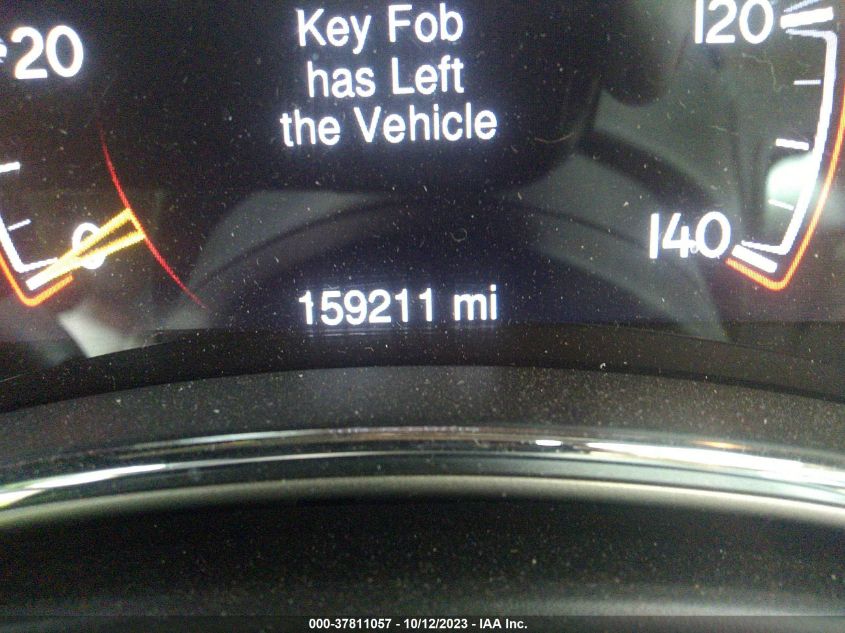 Key Fob
has Left
the Vehicle
20
0
120
140
159211 mi
000-37811057 - 10/12/2023 - IAA Inc.